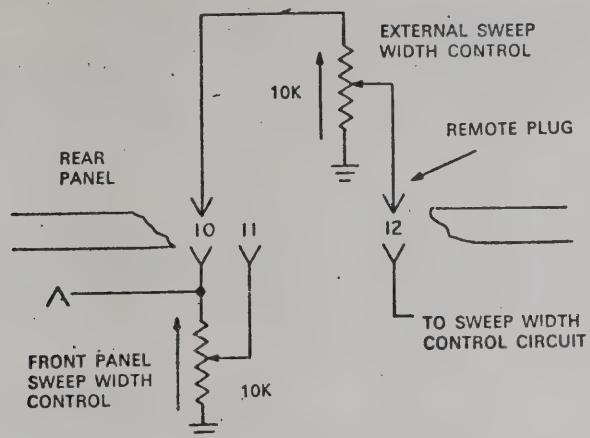 EXTERNAL SWEEP
WIDTH CONTROL
10K
REMOTE PLUG
REAR
PANEL
10
11
12
TO SWEEP WIDTH
CONTROL CIRCUIT
FRONT PANEL
SWEEP WIDTH
CONTROL
10K